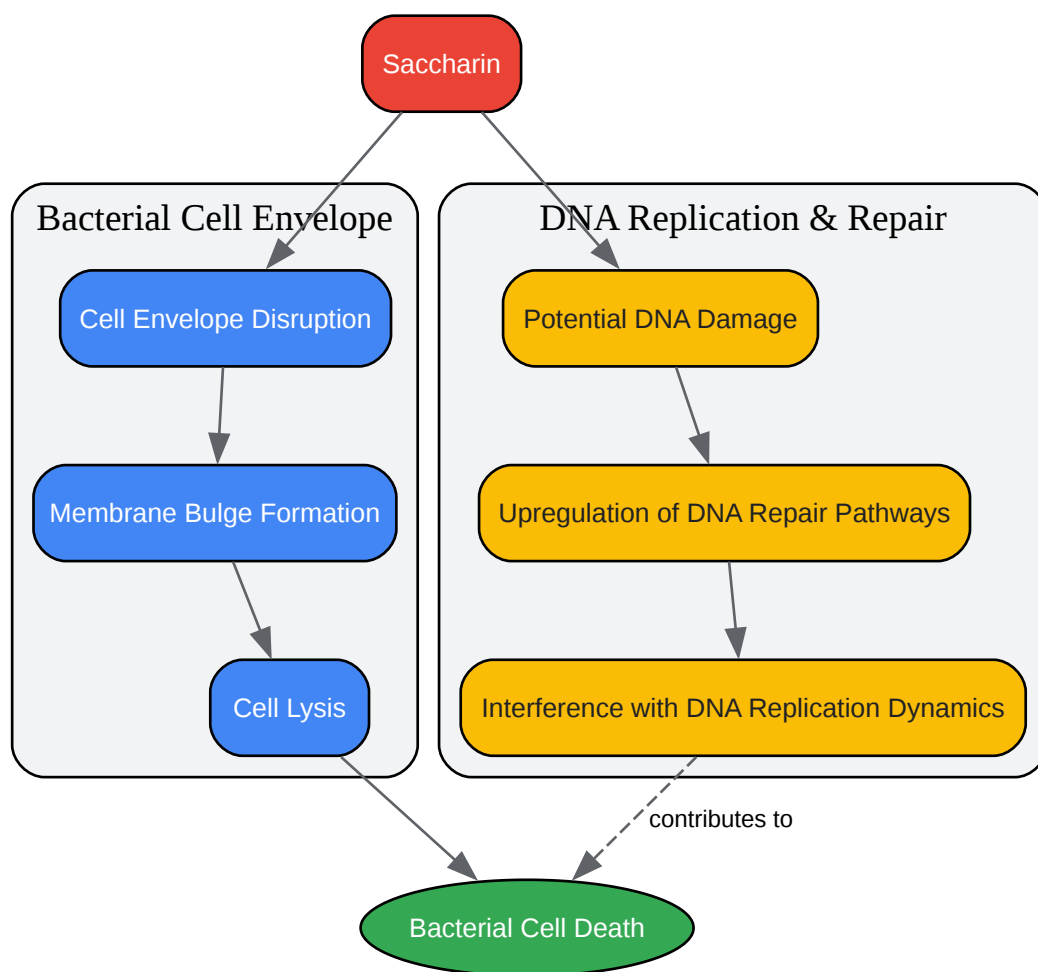 Saccharin
Bacterial Cell Envelope
DNA Replication & Repair
Cell Envelope Disruption
Potential DNA Damage
Membrane Bulge Formation
Upregulation of DNA Repair Pathways
Cell Lysis
Interference with DNA Replication Dynamics
contributes to
Bacterial Cell Death